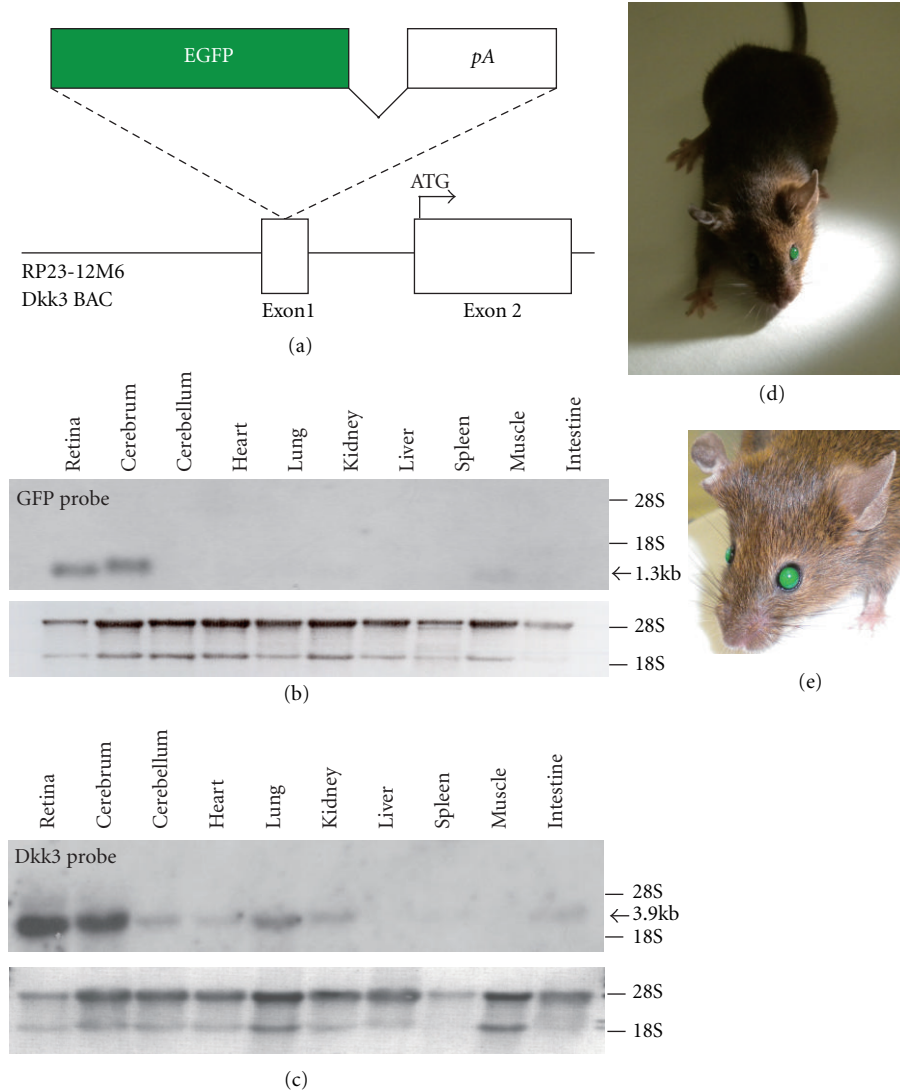 EGFP
pA
ATG
RP23-12M6
Dkk3 BAC
Exon1
Exon 2
(a)
Retina
Cerebrum
Cerebellum
Heart
Lung
Kidney
Liver
Spleen
Muscle
Intestine
GFP probe
28S
18S
1.3kb
28S
18S
(b)
Retina
Cerebrum
Cerebellum
Heart
Lung
Kidney
Liver
Spleen
Muscle
Intestine
Dkk3 probe
28S
3.9kb
18S
28S
18S
(c)
(d)
(e)